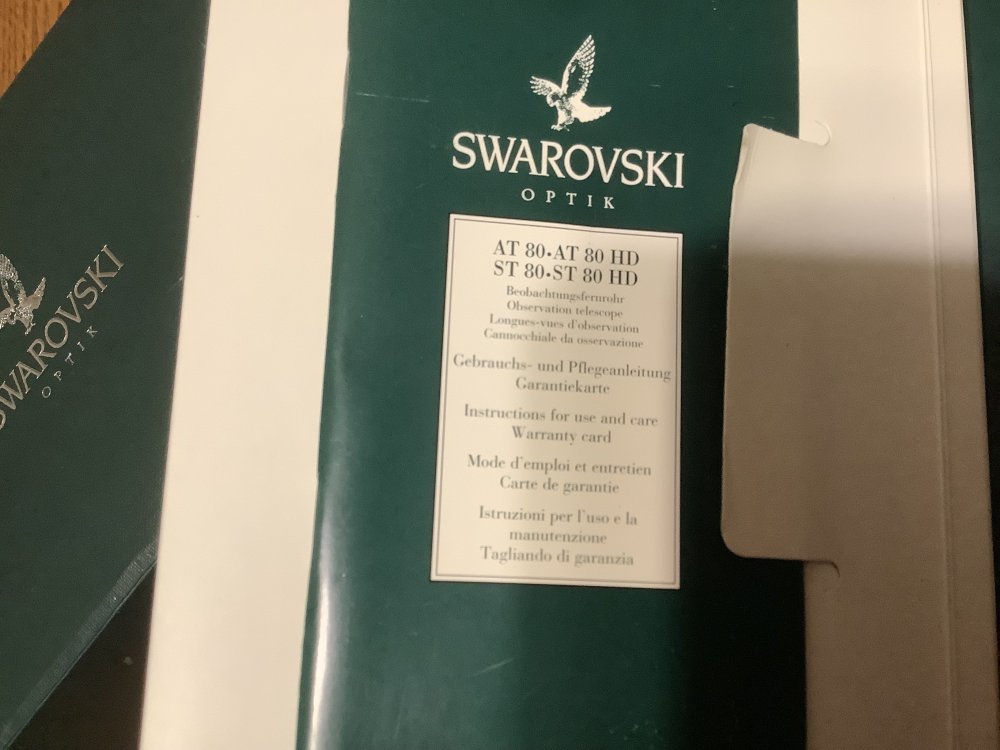 SWAROVSKI
OPTIK
SWAROVSKI
OPTIK
AT 80•AT 80 HD
ST 80•ST 80 HD
Beobachtungsfernrohr
Observation telescope
Longues-vues d'observation
Cannocchiale da osservazione
Gebrauchs- und Pflegeanleitung
Garantiekarte
Instructions for use and care
Warranty card
Mode d'emploi et entretien
Carte de garantie
Istruzioni per l'uso e la
manutenzione
Tagliando di garanzia